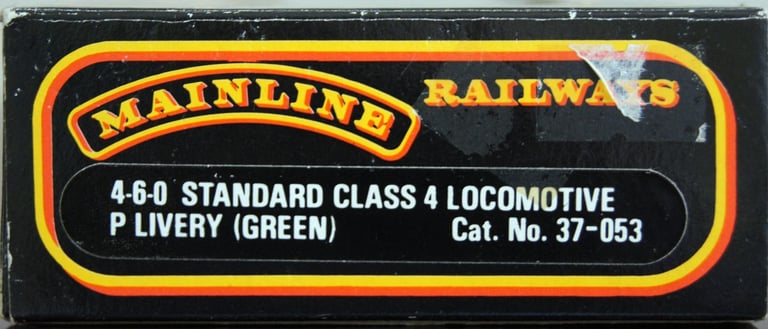 MAINLINE RAILWAYS
4-6-0 STANDARD CLASS 4 LOCOMOTIVE
P LIVERY (GREEN) Cat. No. 37-053